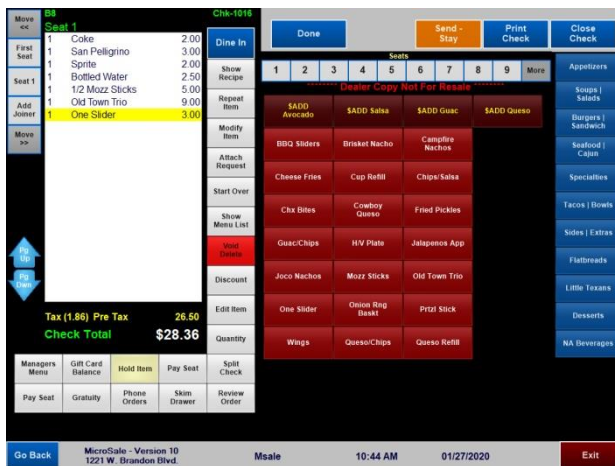 Move <<
First Seat
Seat 1
Add Joiner
Move >>
Pg Up
Pg Dwn
B8 Chk-1016
Seat 1
1 Coke 2.00
1 San Pelligrino 3.00
1 Sprite 2.00
1 Bottled Water 2.50
1 1/2 Mozz Sticks 5.00
1 Old Town Trio 9.00
1 One Slider 3.00
Tax (1.86) Pre Tax 26.50
Check Total $28.36
Dine In
Show Recipe
Repeat Item
Modify Item
Attach Request
Start Over
Show Menu List
Void Delete
Discount
Edit Item
Quantity
Managers Menu
Gift Card Balance
Hold Item
Pay Seat
Split Check
Pay Seat
Gratuity
Phone Orders
Skim Drawer
Review Order
Done
Send - Stay
Print Check
Close Check
Seats
1 2 3 4 5 6 7 8 9 More
Dealer Copy Not For Resale
$ADD Avocado
$ADD Salsa
$ADD Guac
$ADD Queso
BBQ Sliders
Brisket Nacho
Campfire Nachos
Cheese Fries
Cup Refill
Chips/Salsa
Chx Bites
Cowboy Queso
Fried Pickles
Guac/Chips
H/V Plate
Jalapenos App
Joco Nachos
Mozz Sticks
Old Town Trio
One Slider
Onion Rng Baskt
Prtzl Stick
Wings
Queso/Chips
Queso Refill
Appetizers
Soups | Salads
Burgers | Sandwich
Seafood | Cajun
Specialties
Tacos | Bowls
Sides | Extras
Flatbreads
Little Texans
Desserts
NA Beverages
Go Back
MicroSale - Version 10
1221 W. Brandon Blvd.
Msale
10:44 AM
01/27/2020
Exit